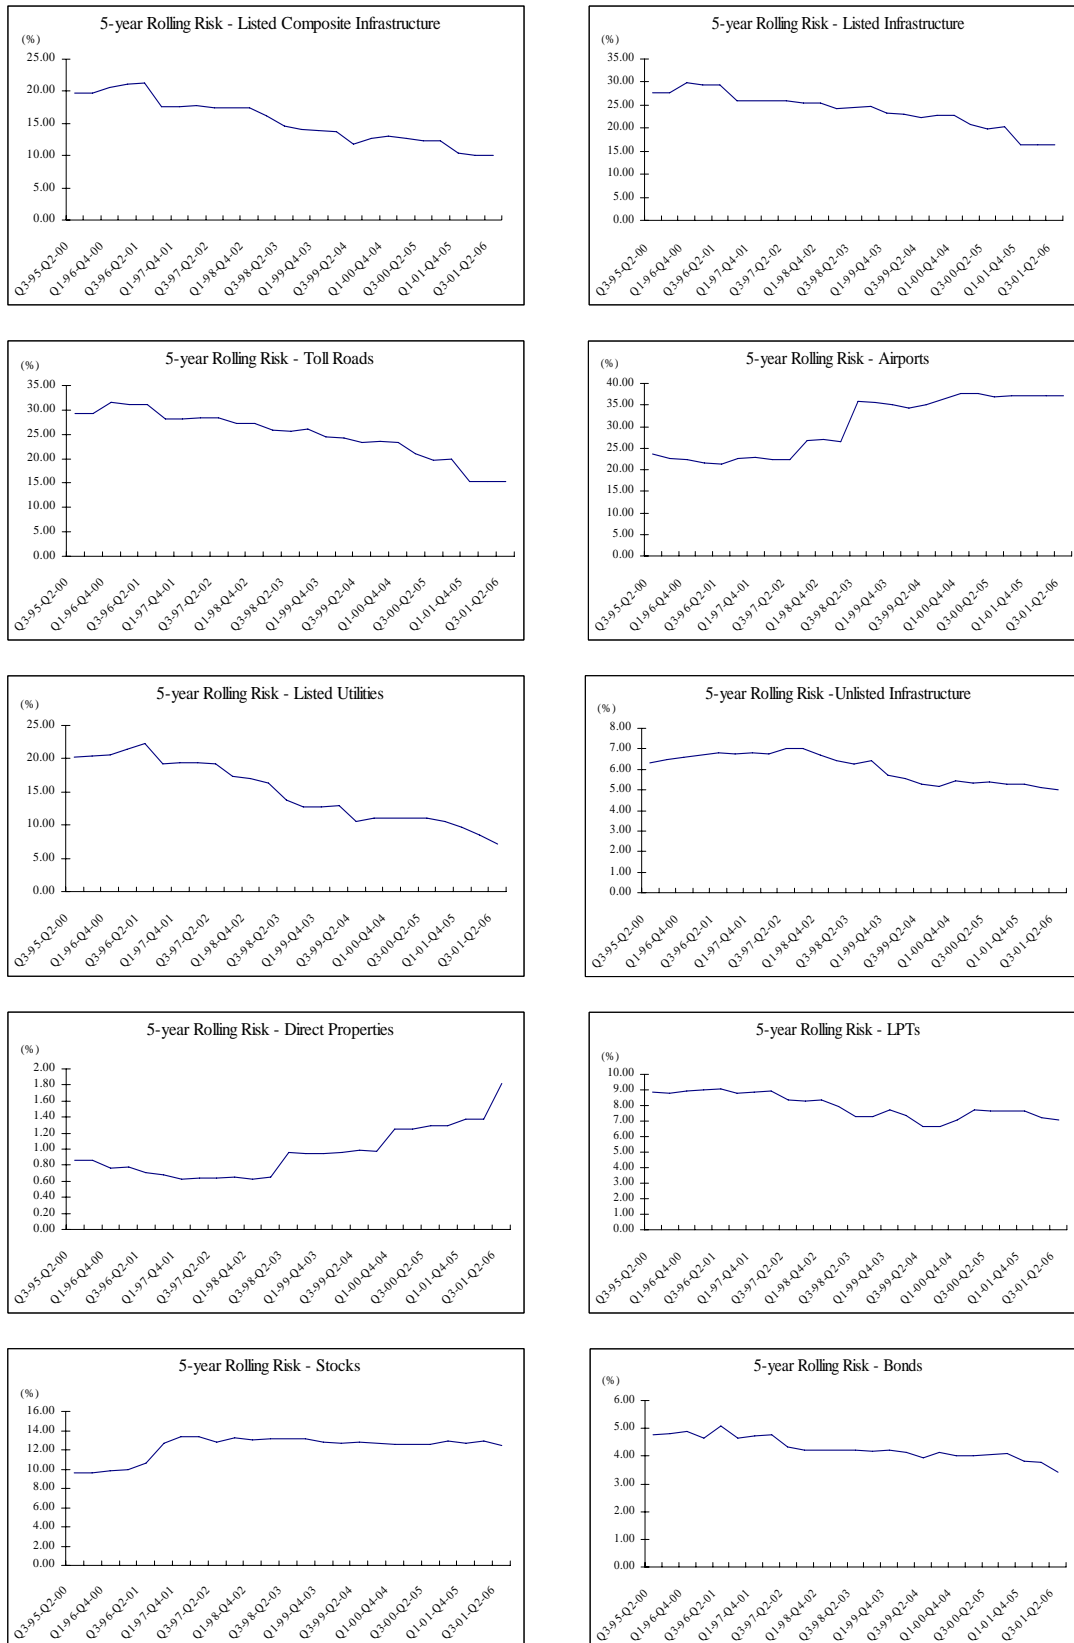 5-year Rolling Risk - Listed Composite Infrastructure
(%)
25.00
20.00
15.00
10.00
5.00
0.00
Q3-95-Q2-00
Q1-96-Q4-00
Q3-96-Q2-01
Q1-97-Q4-01
Q3-97-Q2-02
Q1-98-Q4-02
Q3-98-Q2-03
Q1-99-Q4-03
Q3-99-Q2-04
Q1-00-Q4-04
Q3-00-Q2-05
Q1-01-Q4-05
Q3-01-Q2-06
5-year Rolling Risk - Listed Infrastructure
(%)
35.00
30.00
25.00
20.00
15.00
10.00
5.00
0.00
Q3-95-Q2-00
Q1-96-Q4-00
Q3-96-Q2-01
Q1-97-Q4-01
Q3-97-Q2-02
Q1-98-Q4-02
Q3-98-Q2-03
Q1-99-Q4-03
Q3-99-Q2-04
Q1-00-Q4-04
Q3-00-Q2-05
Q1-01-Q4-05
Q3-01-Q2-06
5-year Rolling Risk - Toll Roads
(%)
35.00
30.00
25.00
20.00
15.00
10.00
5.00
0.00
Q3-95-Q2-00
Q1-96-Q4-00
Q3-96-Q2-01
Q1-97-Q4-01
Q3-97-Q2-02
Q1-98-Q4-02
Q3-98-Q2-03
Q1-99-Q4-03
Q3-99-Q2-04
Q1-00-Q4-04
Q3-00-Q2-05
Q1-01-Q4-05
Q3-01-Q2-06
5-year Rolling Risk - Airports
(%)
40.00
35.00
30.00
25.00
20.00
15.00
10.00
5.00
0.00
Q3-95-Q2-00
Q1-96-Q4-00
Q3-96-Q2-01
Q1-97-Q4-01
Q3-97-Q2-02
Q1-98-Q4-02
Q3-98-Q2-03
Q1-99-Q4-03
Q3-99-Q2-04
Q1-00-Q4-04
Q3-00-Q2-05
Q1-01-Q4-05
Q3-01-Q2-06
5-year Rolling Risk - Listed Utilities
(%)
25.00
20.00
15.00
10.00
5.00
0.00
Q3-95-Q2-00
Q1-96-Q4-00
Q3-96-Q2-01
Q1-97-Q4-01
Q3-97-Q2-02
Q1-98-Q4-02
Q3-98-Q2-03
Q1-99-Q4-03
Q3-99-Q2-04
Q1-00-Q4-04
Q3-00-Q2-05
Q1-01-Q4-05
Q3-01-Q2-06
5-year Rolling Risk -Unlisted Infrastructure
(%)
8.00
7.00
6.00
5.00
4.00
3.00
2.00
1.00
0.00
Q3-95-Q2-00
Q1-96-Q4-00
Q3-96-Q2-01
Q1-97-Q4-01
Q3-97-Q2-02
Q1-98-Q4-02
Q3-98-Q2-03
Q1-99-Q4-03
Q3-99-Q2-04
Q1-00-Q4-04
Q3-00-Q2-05
Q1-01-Q4-05
Q3-01-Q2-06
5-year Rolling Risk - Direct Properties
(%)
2.00
1.80
1.60
1.40
1.20
1.00
0.80
0.60
0.40
0.20
0.00
Q3-95-Q2-00
Q1-96-Q4-00
Q3-96-Q2-01
Q1-97-Q4-01
Q3-97-Q2-02
Q1-98-Q4-02
Q3-98-Q2-03
Q1-99-Q4-03
Q3-99-Q2-04
Q1-00-Q4-04
Q3-00-Q2-05
Q1-01-Q4-05
Q3-01-Q2-06
5-year Rolling Risk - LPTs
(%)
10.00
9.00
8.00
7.00
6.00
5.00
4.00
3.00
2.00
1.00
0.00
Q3-95-Q2-00
Q1-96-Q4-00
Q3-96-Q2-01
Q1-97-Q4-01
Q3-97-Q2-02
Q1-98-Q4-02
Q3-98-Q2-03
Q1-99-Q4-03
Q3-99-Q2-04
Q1-00-Q4-04
Q3-00-Q2-05
Q1-01-Q4-05
Q3-01-Q2-06
5-year Rolling Risk - Stocks
(%)
16.00
14.00
12.00
10.00
8.00
6.00
4.00
2.00
0.00
Q3-95-Q2-00
Q1-96-Q4-00
Q3-96-Q2-01
Q1-97-Q4-01
Q3-97-Q2-02
Q1-98-Q4-02
Q3-98-Q2-03
Q1-99-Q4-03
Q3-99-Q2-04
Q1-00-Q4-04
Q3-00-Q2-05
Q1-01-Q4-05
Q3-01-Q2-06
5-year Rolling Risk - Bonds
(%)
6.00
5.00
4.00
3.00
2.00
1.00
0.00
Q3-95-Q2-00
Q1-96-Q4-00
Q3-96-Q2-01
Q1-97-Q4-01
Q3-97-Q2-02
Q1-98-Q4-02
Q3-98-Q2-03
Q1-99-Q4-03
Q3-99-Q2-04
Q1-00-Q4-04
Q3-00-Q2-05
Q1-01-Q4-05
Q3-01-Q2-06